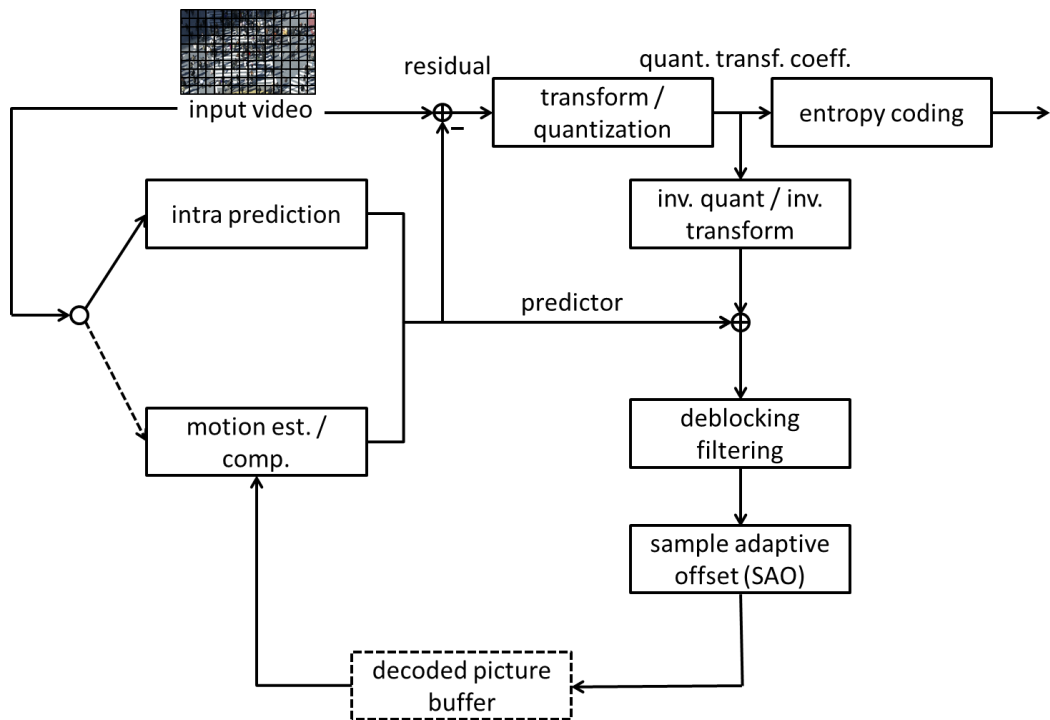 residual
quant. transf. coeff.
input video
transform /
quantization
entropy coding
–
intra prediction
inv. quant / inv.
transform
predictor
motion est. /
comp.
deblocking
filtering
sample adaptive
offset (SAO)
decoded picture
buffer